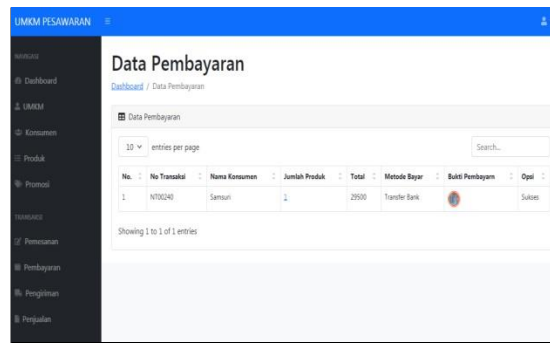 UMKM PESAWARAN
NAVIGASI
Dashboard
UMKM
Konsumen
Produk
Promosi
TRANSAKSI
Pemesanan
Pembayaran
Pengiriman
Penjualan
Data Pembayaran
Dashboard / Data Pembayaran
Data Pembayaran
10 entries per page
Search...
No. No Transaksi Nama Konsumen Jumlah Produk Total Metode Bayar Bukti Pembayarn Opsi
1 NT00240 Samsuri 1 29500 Transfer Bank Sukses
Showing 1 to 1 of 1 entries